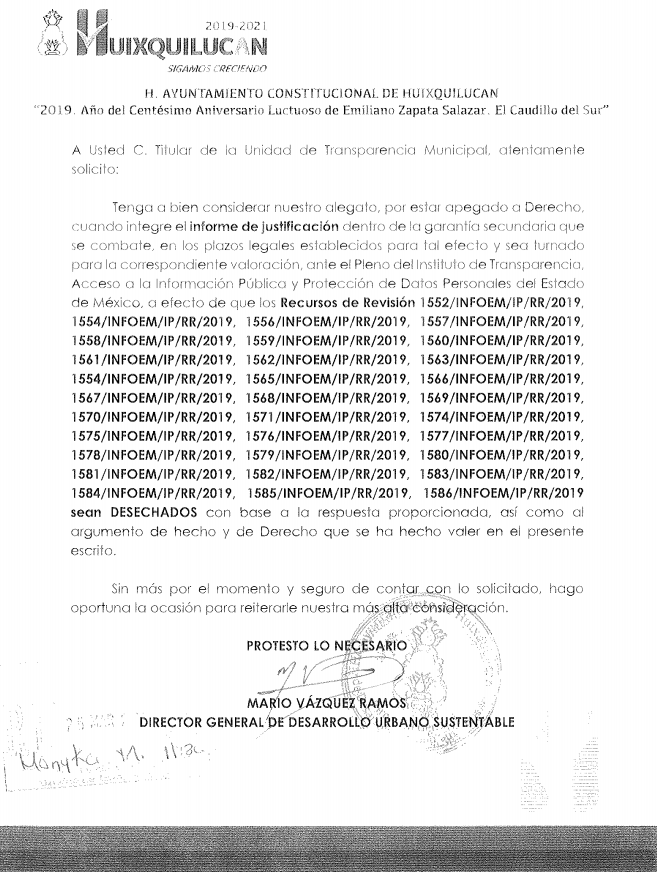 2019-2021
HUIXQUILUCAN
SIGAMOS CRECIENDO
H. AYUNTAMIENTO CONSTITUCIONAL DE HUIXQUILUCAN
"2019. Año del Centésimo Aniversario Luctuoso de Emiliano Zapata Salazar. El Caudillo del Sur"
A Usted C. Titular de la Unidad de Transparencia Municipal, atentamente
solicito:
Tenga a bien considerar nuestro alegato, por estar apegado a Derecho,
cuando integre el informe de justificación dentro de la garantía secundaria que
se combate, en los plazos legales establecidos para tal efecto y sea turnado
para la correspondiente valoración, ante el Pleno del Instituto de Transparencia,
Acceso a la Información Pública y Protección de Datos Personales del Estado
de México, a efecto de que los Recursos de Revisión 1552/INFOEM/IP/RR/2019,
1554/INFOEM/IP/RR/2019, 1556/INFOEM/IP/RR/2019, 1557/INFOEM/IP/RR/2019,
1558/INFOEM/IP/RR/2019, 1559/INFOEM/IP/RR/2019, 1560/INFOEM/IP/RR/2019,
1561/INFOEM/IP/RR/2019, 1562/INFOEM/IP/RR/2019, 1563/INFOEM/IP/RR/2019,
1554/INFOEM/IP/RR/2019, 1565/INFOEM/IP/RR/2019, 1566/INFOEM/IP/RR/2019,
1567/INFOEM/IP/RR/2019, 1568/INFOEM/IP/RR/2019, 1569/INFOEM/IP/RR/2019,
1570/INFOEM/IP/RR/2019, 1571/INFOEM/IP/RR/2019, 1574/INFOEM/IP/RR/2019,
1575/INFOEM/IP/RR/2019, 1576/INFOEM/IP/RR/2019, 1577/INFOEM/IP/RR/2019,
1578/INFOEM/IP/RR/2019, 1579/INFOEM/IP/RR/2019, 1580/INFOEM/IP/RR/2019,
1581/INFOEM/IP/RR/2019, 1582/INFOEM/IP/RR/2019, 1583/INFOEM/IP/RR/2019,
1584/INFOEM/IP/RR/2019, 1585/INFOEM/IP/RR/2019, 1586/INFOEM/IP/RR/2019
sean DESECHADOS con base a la respuesta proporcionada, así como al
argumento de hecho y de Derecho que se ha hecho valer en el presente
escrito.
Sin más por el momento y seguro de contar con lo solicitado, hago
oportuna la ocasión para reiterarle nuestra más alta consideración.
PROTESTO LO NECESARIO
MARIO VÁZQUEZ RAMOS
DIRECTOR GENERAL DE DESARROLLO URBANO SUSTENTABLE